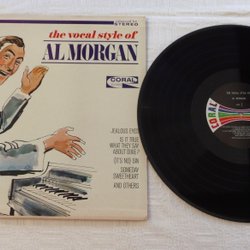 STEREO
the vocal style of
AL MORGAN
CORAL
JEALOUS EYES
IS IT TRUE
WHAT THEY SAY
ABOUT DIXIE?
(IT'S NO) SIN
SOMEDAY
SWEETHEART
AND OTHERS
CORAL